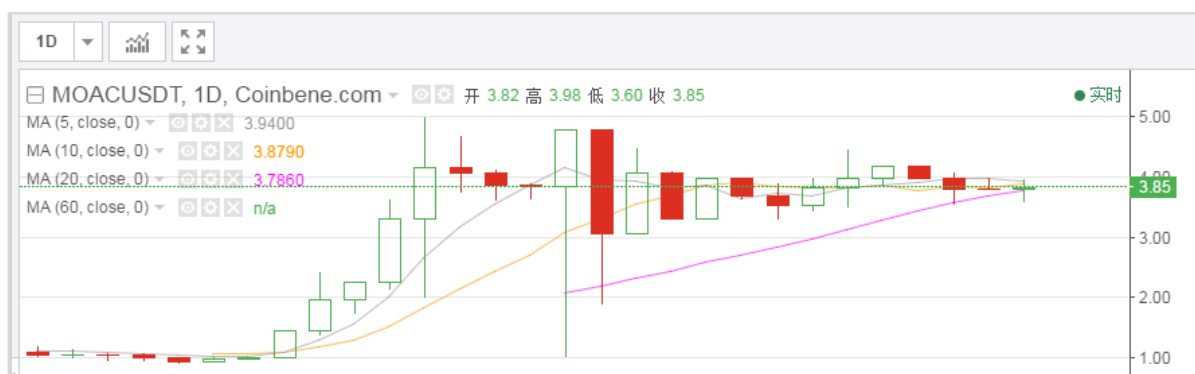 1D
MOACUSDT, 1D, Coinbene.com 开 3.82 高 3.98 低 3.60 收 3.85 实时
MA (5, close, 0) 3.9400
MA (10, close, 0) 3.8790
MA (20, close, 0) 3.7860
MA (60, close, 0) n/a
5.00
4.00
3.85
3.00
2.00
1.00